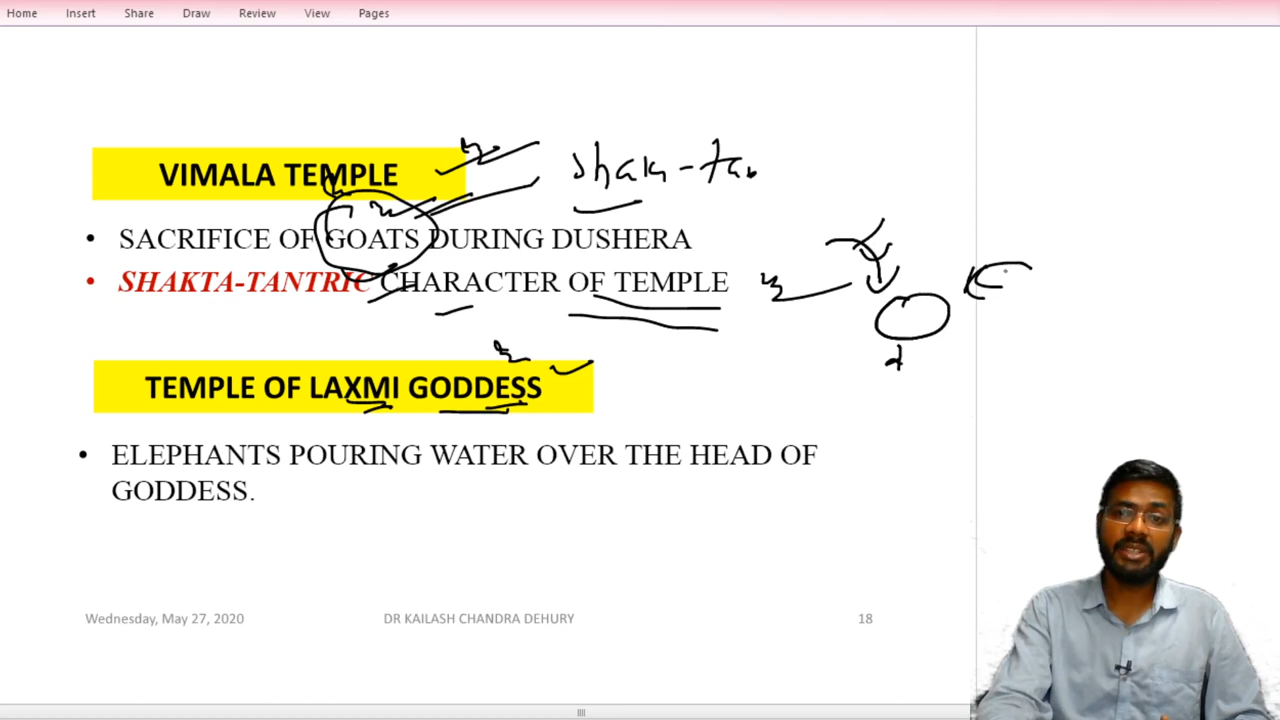 Home Insert Share Draw Review View Pages
VIMALA TEMPLE
shak-tan
• SACRIFICE OF GOATS DURING DUSHERA
• SHAKTA-TANTRIC CHARACTER OF TEMPLE
TEMPLE OF LAXMI GODDESS
• ELEPHANTS POURING WATER OVER THE HEAD OF
GODDESS.
Wednesday, May 27, 2020 DR KAILASH CHANDRA DEHURY 18